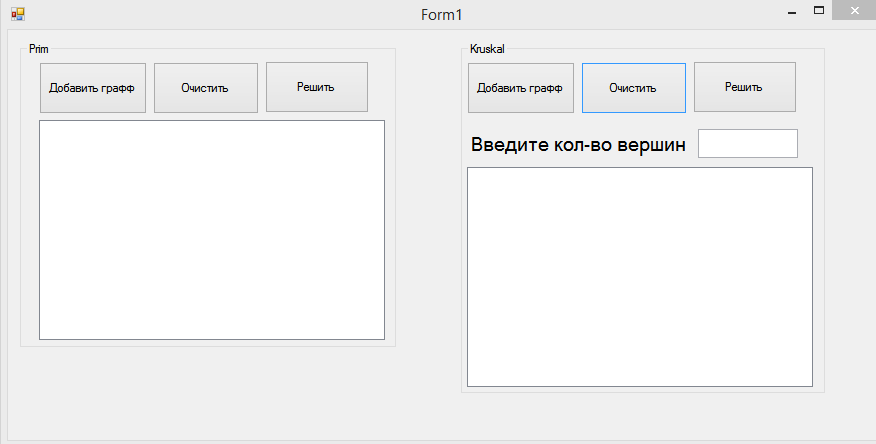 Form1
Prim
Добавить графф
Очистить
Решить
Kruskal
Добавить графф
Очистить
Решить
Введите кол-во вершин